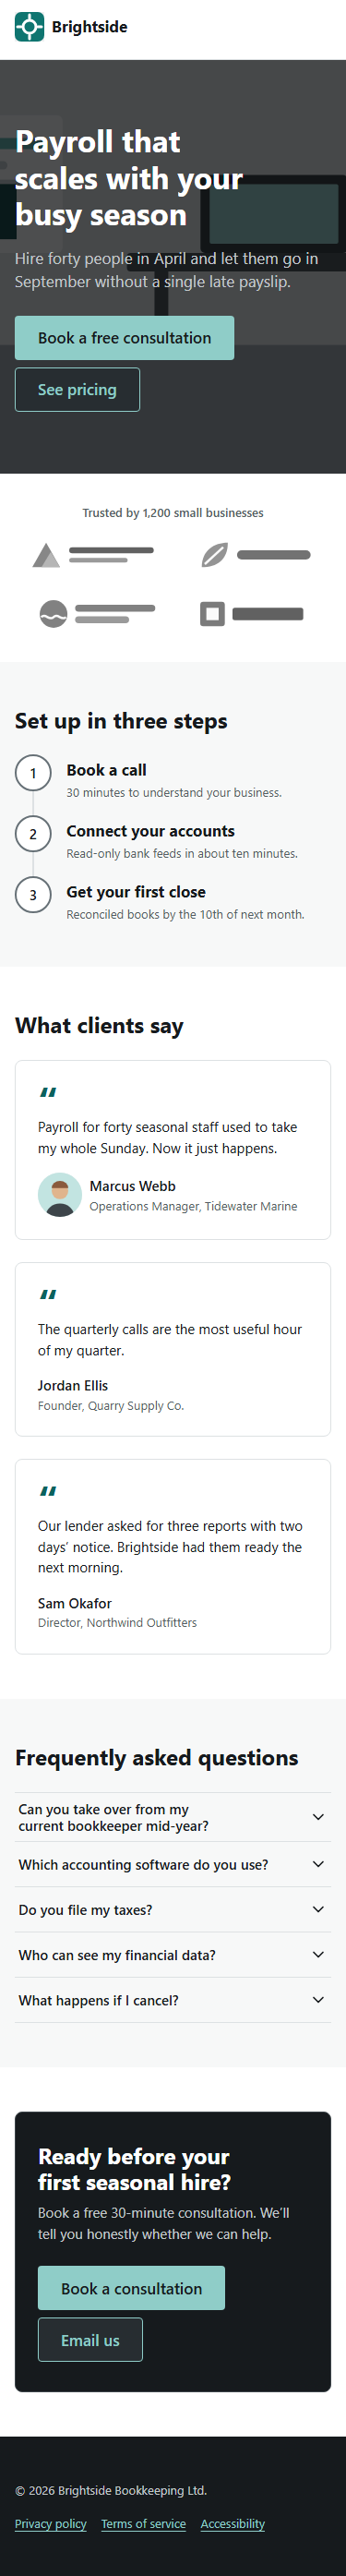 Brightside
Payroll that
scales with your
busy season
Hire forty people in April and let them go in
September without a single late payslip.
Book a free consultation
See pricing
Trusted by 1,200 small businesses
Set up in three steps
1
Book a call
30 minutes to understand your business.
2
Connect your accounts
Read-only bank feeds in about ten minutes.
3
Get your first close
Reconciled books by the 10th of next month.
What clients say
“
Payroll for forty seasonal staff used to take
my whole Sunday. Now it just happens.
Marcus Webb
Operations Manager, Tidewater Marine
“
The quarterly calls are the most useful hour
of my quarter.
Jordan Ellis
Founder, Quarry Supply Co.
“
Our lender asked for three reports with two
days’ notice. Brightside had them ready the
next morning.
Sam Okafor
Director, Northwind Outfitters
Frequently asked questions
Can you take over from my
current bookkeeper mid-year?
Which accounting software do you use?
Do you file my taxes?
Who can see my financial data?
What happens if I cancel?
Ready before your
first seasonal hire?
Book a free 30-minute consultation. We’ll
tell you honestly whether we can help.
Book a consultation
Email us
© 2026 Brightside Bookkeeping Ltd.
Privacy policy Terms of service Accessibility